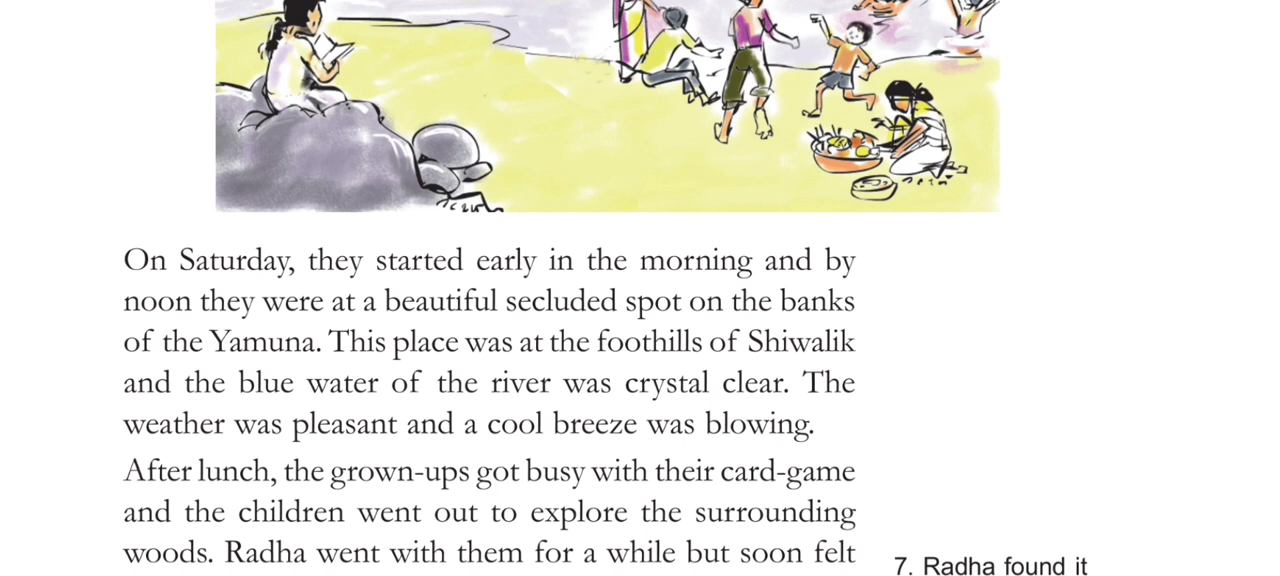 On Saturday, they started early in the morning and by
noon they were at a beautiful secluded spot on the banks
of the Yamuna. This place was at the foothills of Shiwalik
and the blue water of the river was crystal clear. The
weather was pleasant and a cool breeze was blowing.
After lunch, the grown-ups got busy with their card-game
and the children went out to explore the surrounding
woods. Radha went with them for a while but soon felt
7. Radha found it